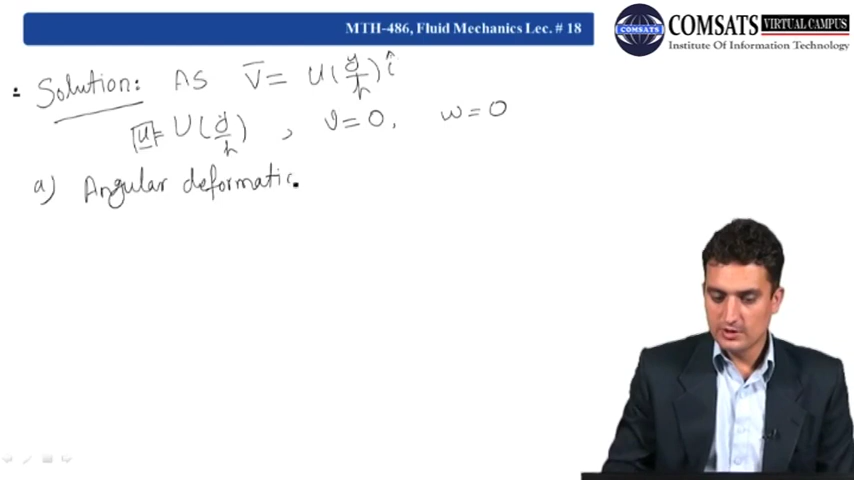 MTH-486, Fluid Mechanics Lec. # 18
COMSATS
COMSATS VIRTUAL CAMPUS
Institute Of Information Technology
Solution: AS V̄ = U(y/h) î
u = U(y/h) , v = 0, w = 0
a) Angular deformatic